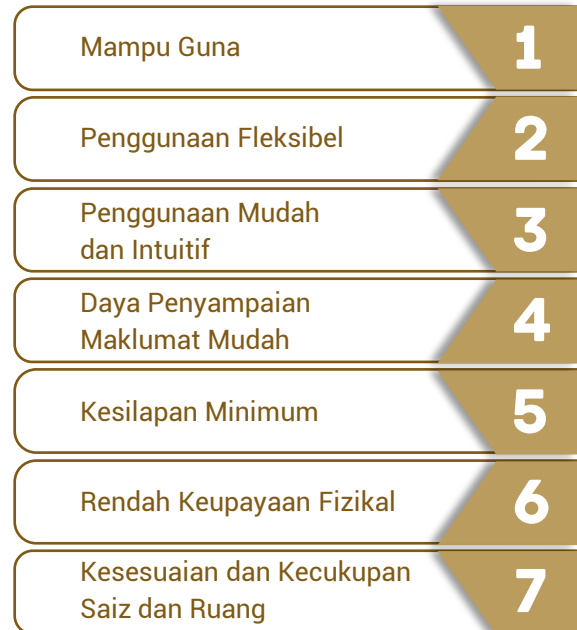 Mampu Guna 1
Penggunaan Fleksibel 2
Penggunaan Mudah
dan Intuitif 3
Daya Penyampaian
Maklumat Mudah 4
Kesilapan Minimum 5
Rendah Keupayaan Fizikal 6
Kesesuaian dan Kecukupan
Saiz dan Ruang 7